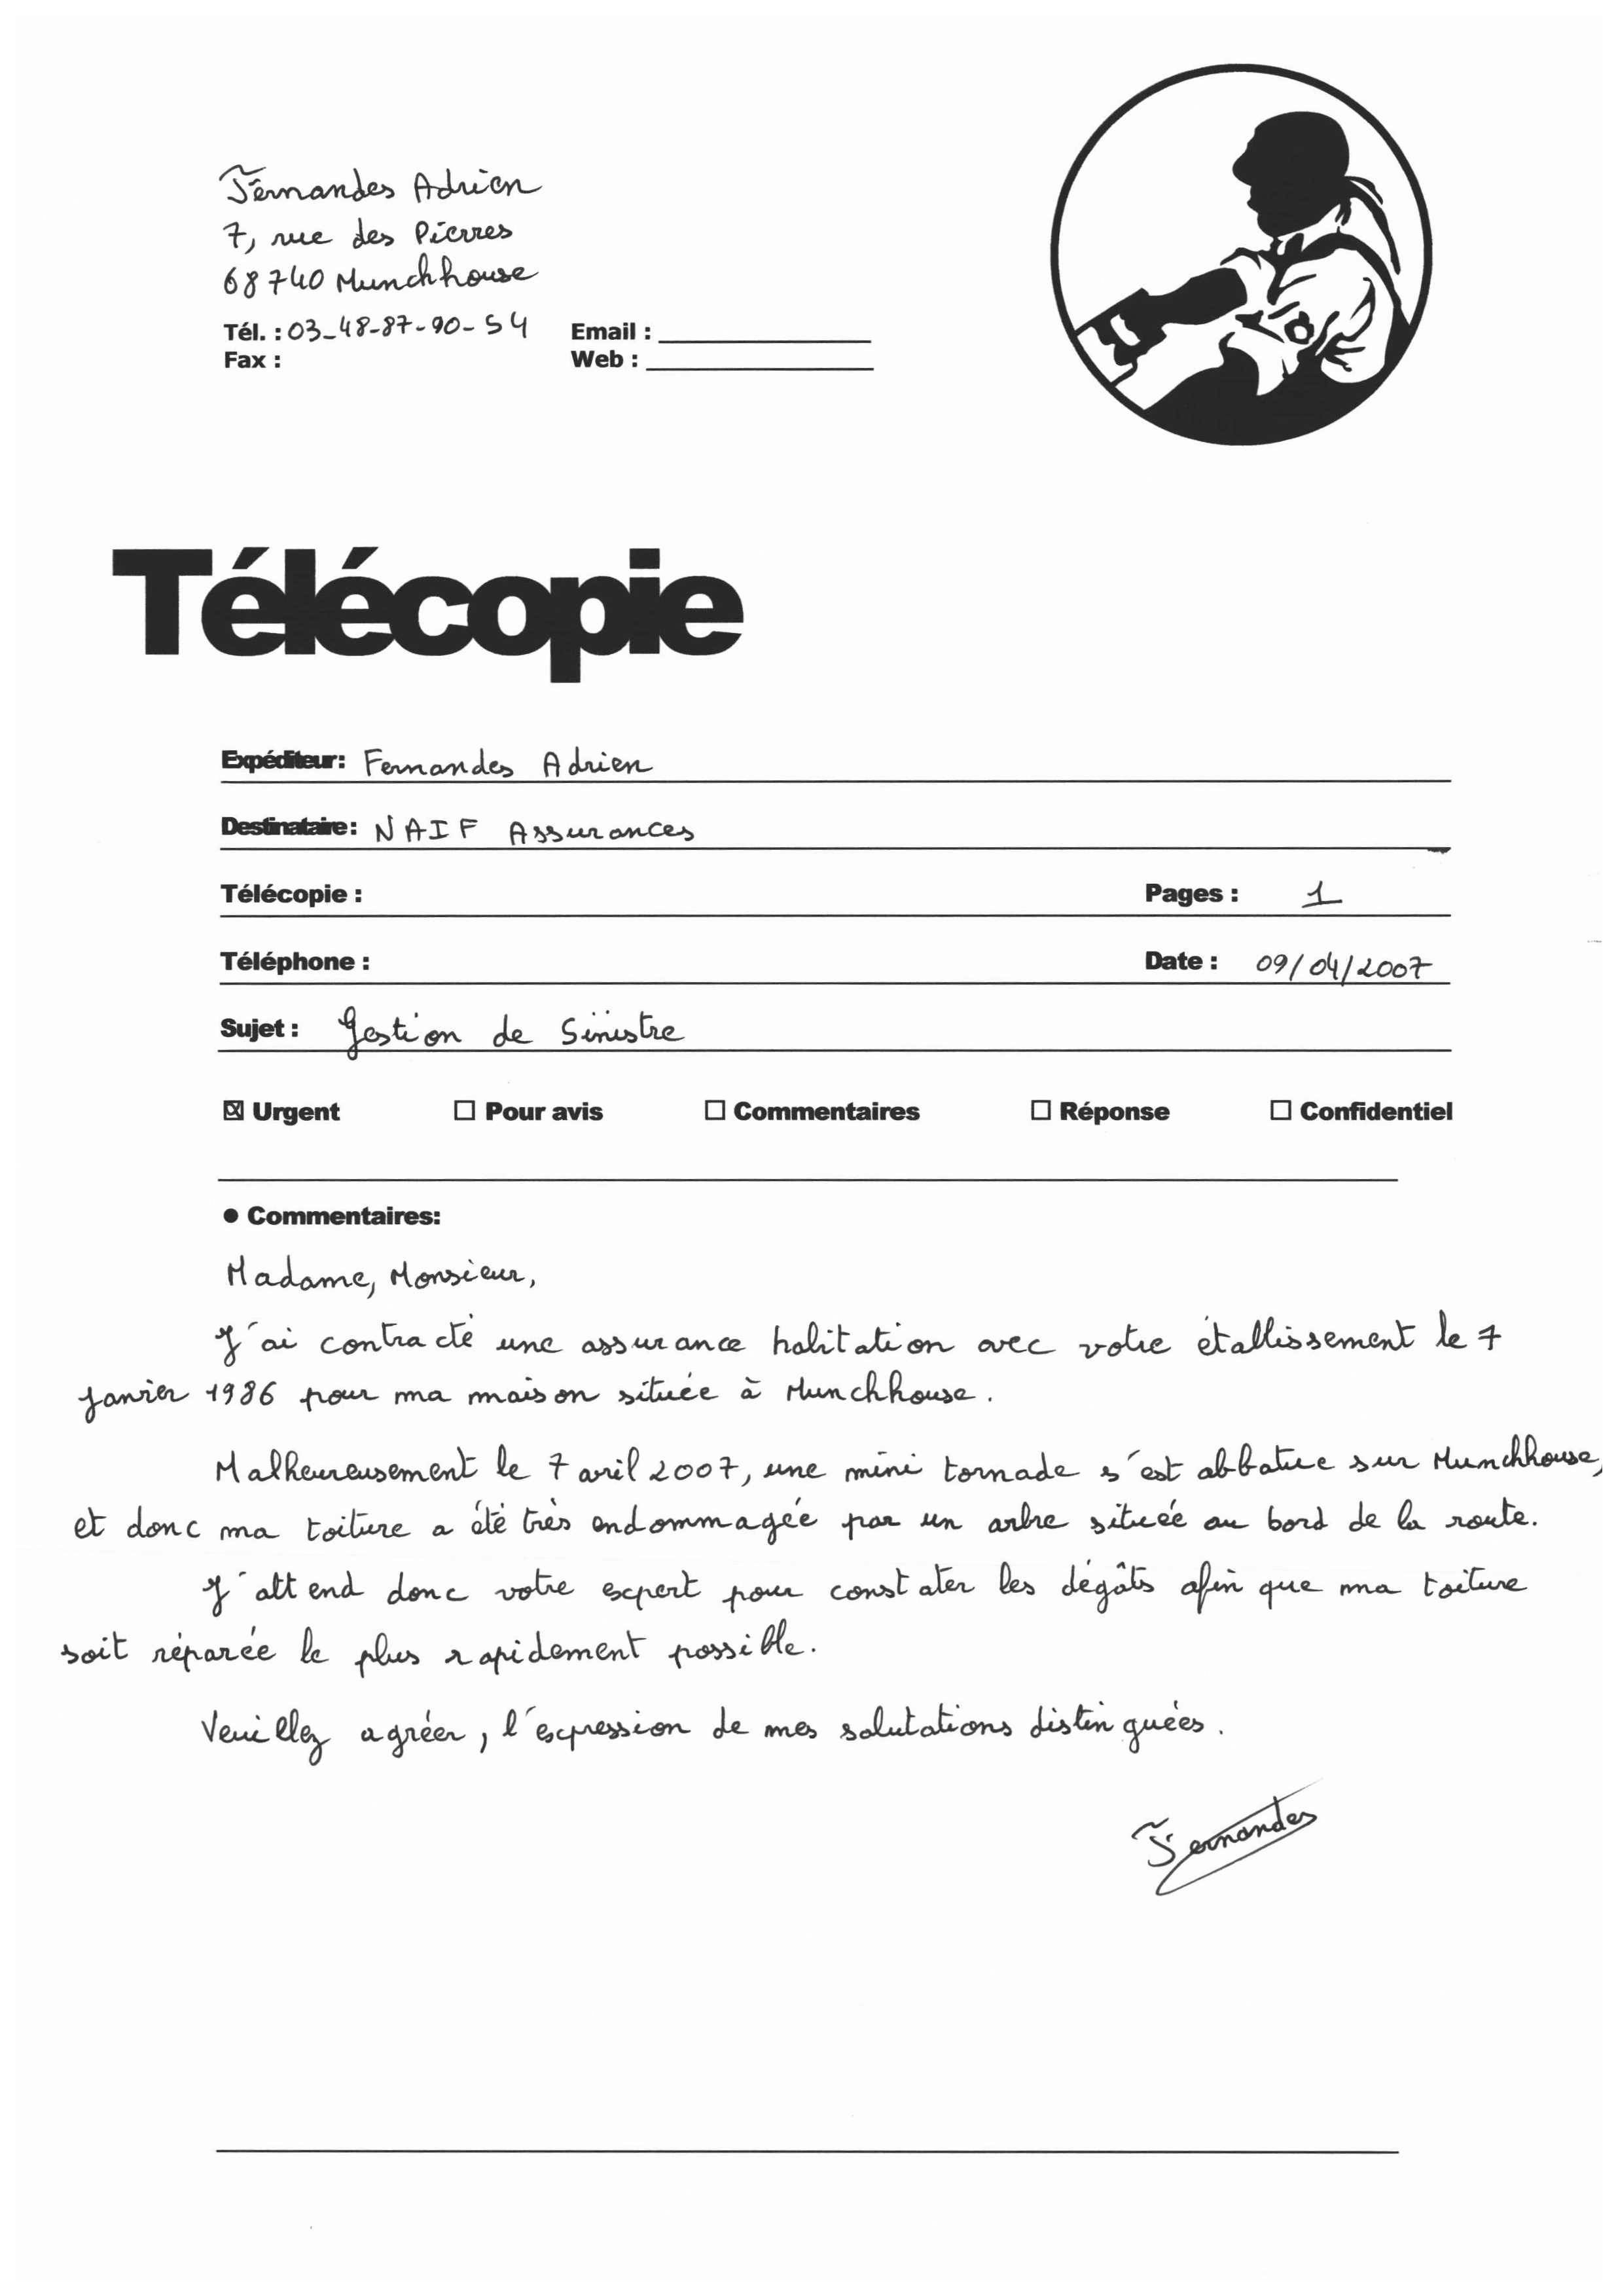 Fernandes Adrien
7, rue des Pierres
68740 Munchhouse
Tél. : 03-48-87-90-54 Email :
Fax : Web :
Télécopie
Expéditeur: Fernandes Adrien
Destinataire: NAIF Assurances
Télécopie : Pages : 1
Téléphone : Date : 09/04/2007
Sujet : Gestion de Sinistre
☒ Urgent ☐ Pour avis ☐ Commentaires ☐ Réponse ☐ Confidentiel
● Commentaires:
Madame, Monsieur,
J'ai contracté une assurance habitation avec votre établissement le 7
janvier 1986 pour ma maison située à Munchhouse.
Malheureusement le 7 avril 2007, une mini tornade s'est abbatue sur Munchhouse,
et donc ma toiture a été très endommagée par un arbre située au bord de la route.
J'attend donc votre expert pour constater les dégâts afin que ma toiture
soit réparée le plus rapidement possible.
Veuillez agréer, l'expression de mes salutations distinguées.
Fernandes